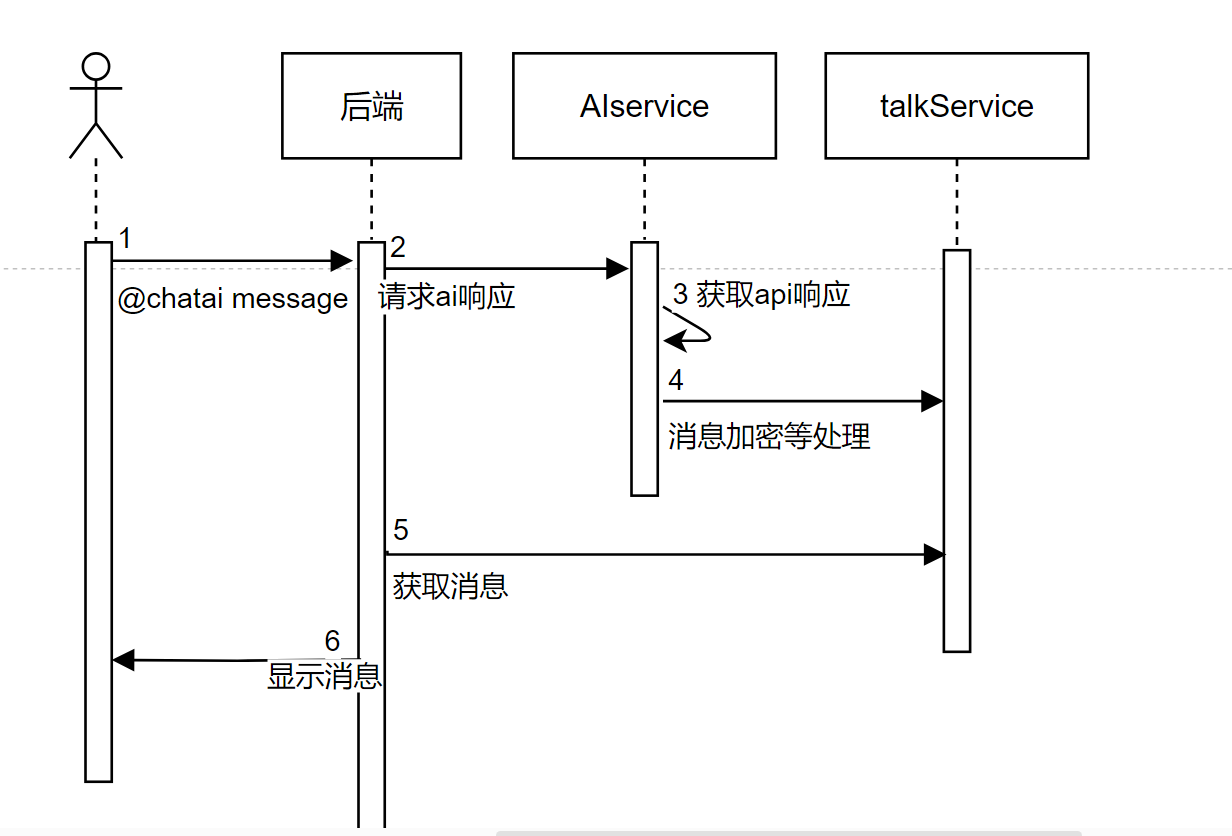 后端
AIservice
talkService
1
@chatai message
2
请求ai响应
3 获取api响应
4
消息加密等处理
5
获取消息
6
显示消息